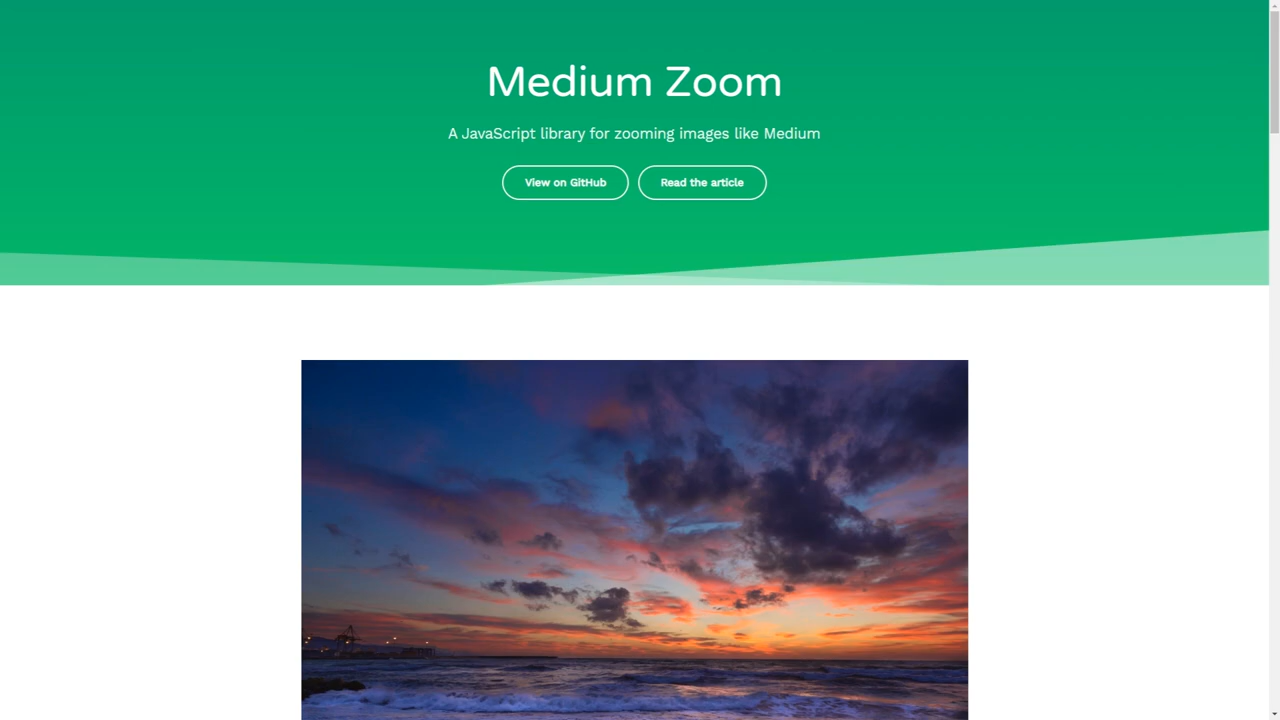 Medium Zoom
A JavaScript library for zooming images like Medium
View on GitHub
Read the article